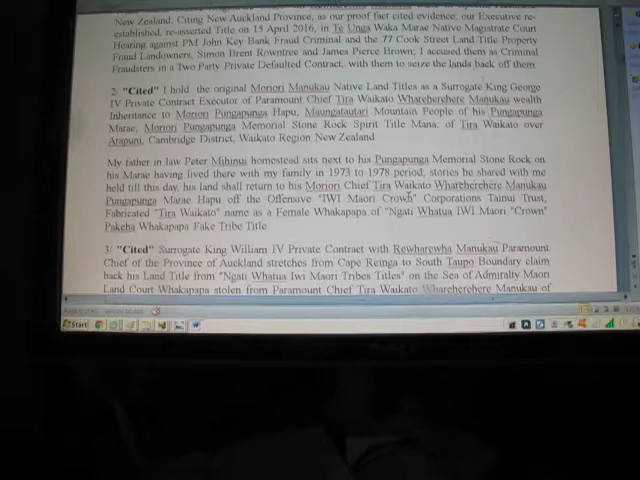 New Zealand. Citing New Auckland Province, as our proof fact cited evidence; our Executive re-
established, re-asserted Title on 15 April 2016, in Te Unga Waka Marae Native Magistrate Court
Hearing against PM John Key Bank Fraud Criminal and the 77 Cook Street Land Title Property
Fraud Landowners, Simon Brent Rowntree and James Pierce Brown; I accused them as Criminal
Fraudsters in a Two Party Private Defaulted Contract, with them to seize the lands back off them.
2/ "Cited" I hold the original Moriori Manukau Native Land Titles as a Surrogate King George
IV Private Contract Executor of Paramount Chief Tira Waikato Whareherehere Manukau wealth
Inheritance to Moriori Pungapunga Hapu, Maungatautari Mountain People of his Pungapunga
Marae, Moriori Pungapunga Memorial Stone Rock Spirit Title Mana, of Tira Waikato over
Arapuni, Cambridge District, Waikato Region New Zealand
My father in law Peter Mihinui homestead sits next to his Pungapunga Memorial Stone Rock on
his Marae having lived there with my family in 1973 to 1978 period, stories he shared with me
held till this day, his land shall return to his Moriori Chief Tira Waikato Whareherehere Manukau
Pungapunga Marae Hapu off the Offensive "IWI Maori Crown" Corporations Tainui Trust,
Fabricated "Tira Waikato" name as a Female Whakapapa of "Ngati Whatua IWI Maori "Crown"
Pakeha Whakapapa Fake Tribe Title
3/ "Cited" Surrogate King William IV Private Contract with Rewharewha Manukau Paramount
Chief of the Province of Auckland stretches from Cape Reinga to South Taupo Boundary claim
back his Land Title from "Ngati Whatua Iwi Maori Tribes Titles" on the Sea of Admiralty Maori
Land Court Whakapapa stolen from Paramount Chief Tira Waikato Whareherehere Manukau of
Start